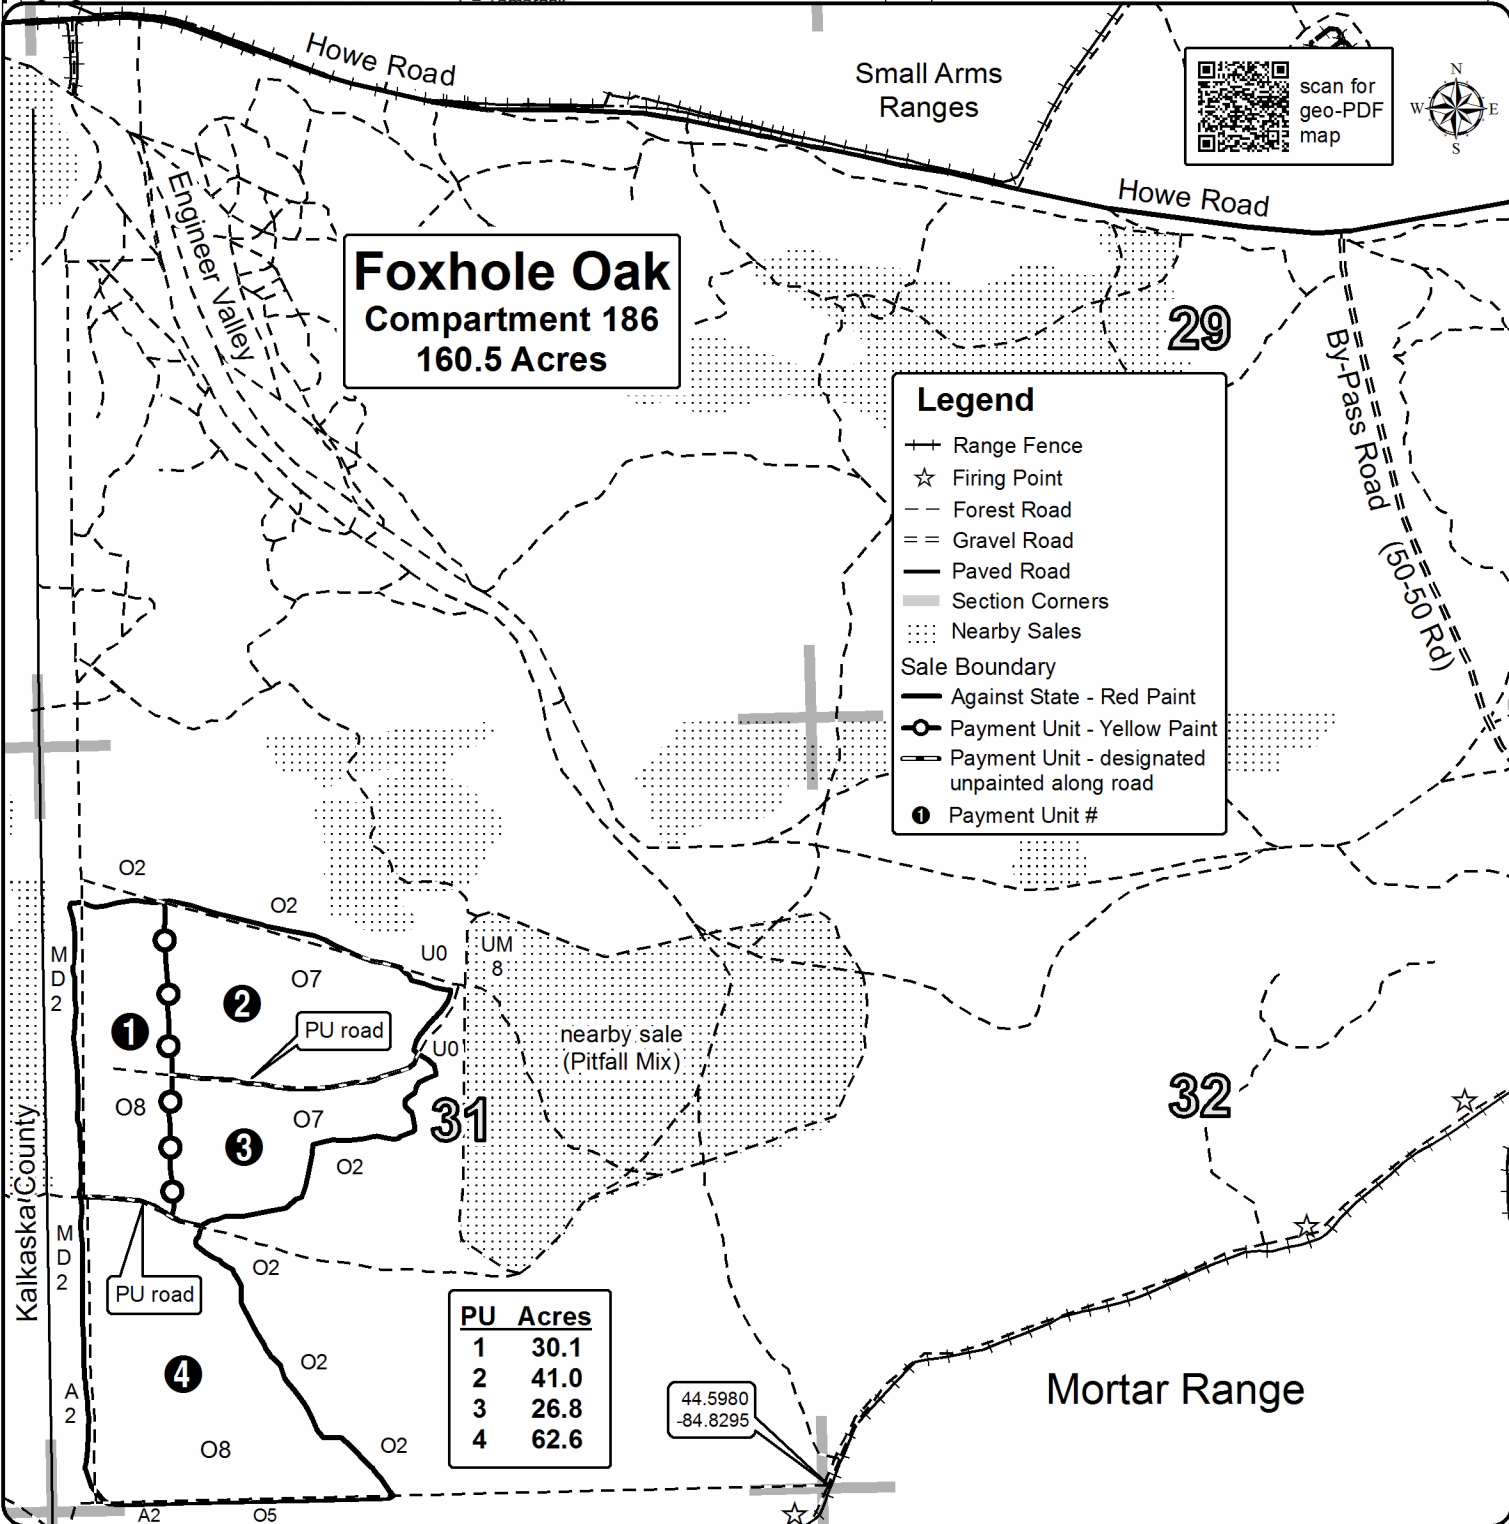 Howe Road
Small Arms
Ranges
scan for
geo-PDF
map
N
W
E
S
Howe Road
Engineer Valley
Foxhole Oak
Compartment 186
160.5 Acres
29
By-Pass Road (50-50 Rd)
Legend
Range Fence
Firing Point
Forest Road
Gravel Road
Paved Road
Section Corners
Nearby Sales
Sale Boundary
Against State - Red Paint
Payment Unit - Yellow Paint
Payment Unit - designated
unpainted along road
1 Payment Unit #
O2
O2
U0
UM
8
M
D
2
O7
2
1
PU road
nearby sale
(Pitfall Mix)
U0
O8
O7
31
32
3
O2
Kalkaska County
M
D
2
O2
PU road
PU Acres
1 30.1
2 41.0
3 26.8
4 62.6
O2
4
A
2
44.5980
-84.8295
Mortar Range
O8
O2
A2
O5